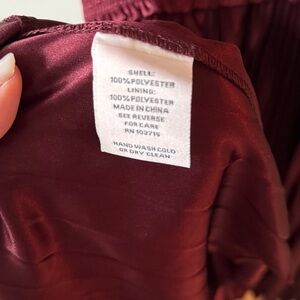 SHELL:
100%POLYESTER
LINING:
100%POLYESTER
MADE IN CHINA
SEE REVERSE
FOR CARE
RN 103715
HAND WASH COLD
OR DRY CLEAN